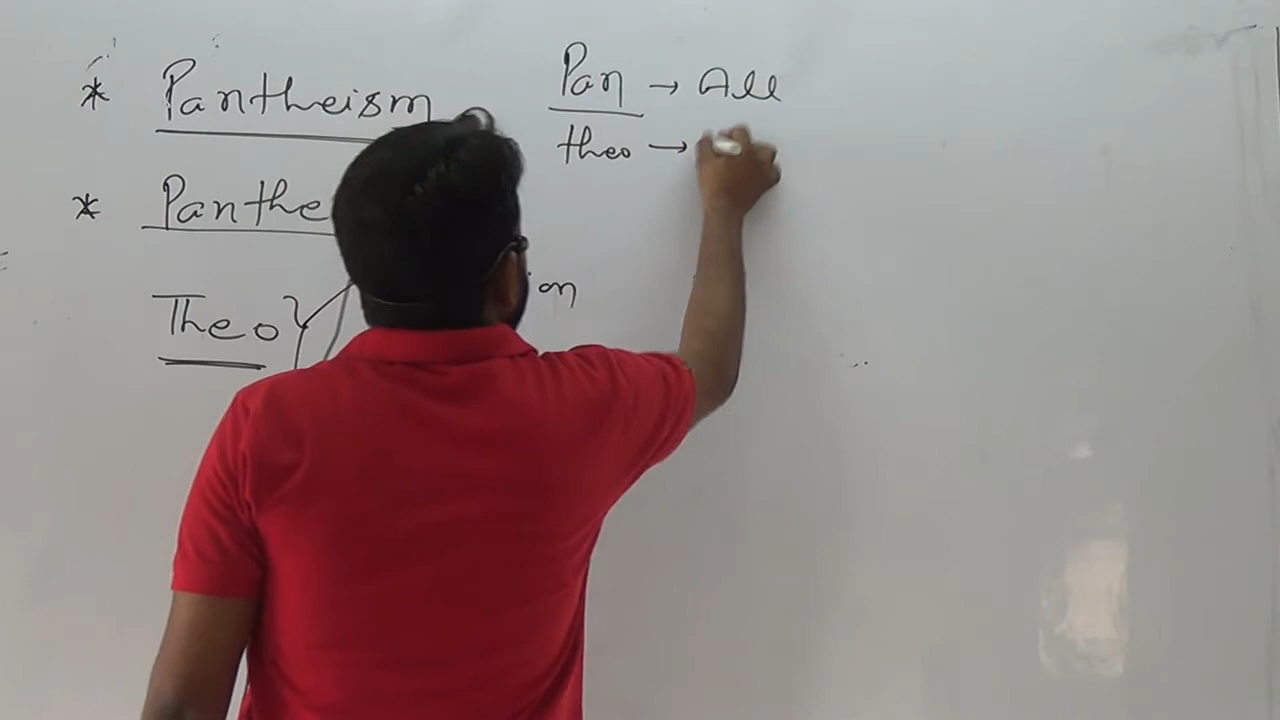 * Pantheism
Pan → All
theo →
* Panthe
Theo }
on